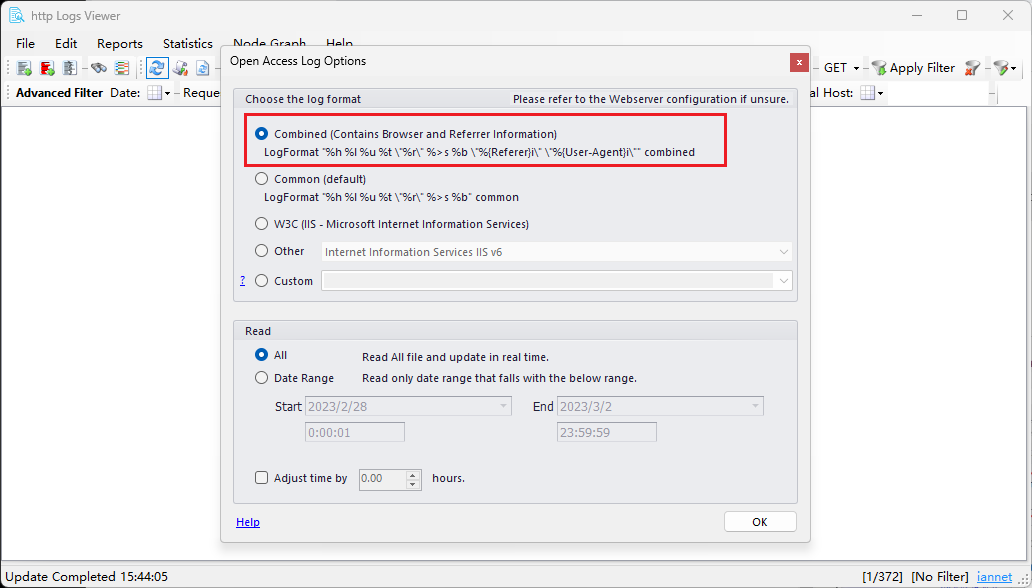 http Logs Viewer
File Edit Reports Statistics Node Graph Help
Open Access Log Options
x
GET Apply Filter
Advanced Filter Date: Reque al Host:
Choose the log format Please refer to the Webserver configuration if unsure.
Combined (Contains Browser and Referrer Information)
LogFormat "%h %l %u %t \"%r\" %>s %b \"%{Referer}i\" \"%{User-Agent}i\"" combined
Common (default)
LogFormat "%h %l %u %t \"%r\" %>s %b" common
W3C (IIS - Microsoft Internet Information Services)
Other Internet Information Services IIS v6
? Custom
Read
All Read All file and update in real time.
Date Range Read only date range that falls with the below range.
Start 2023/2/28 End 2023/3/2
0:00:01 23:59:59
Adjust time by 0.00 hours.
Help OK
Update Completed 15:44:05 [1/372] [No Filter] iannet